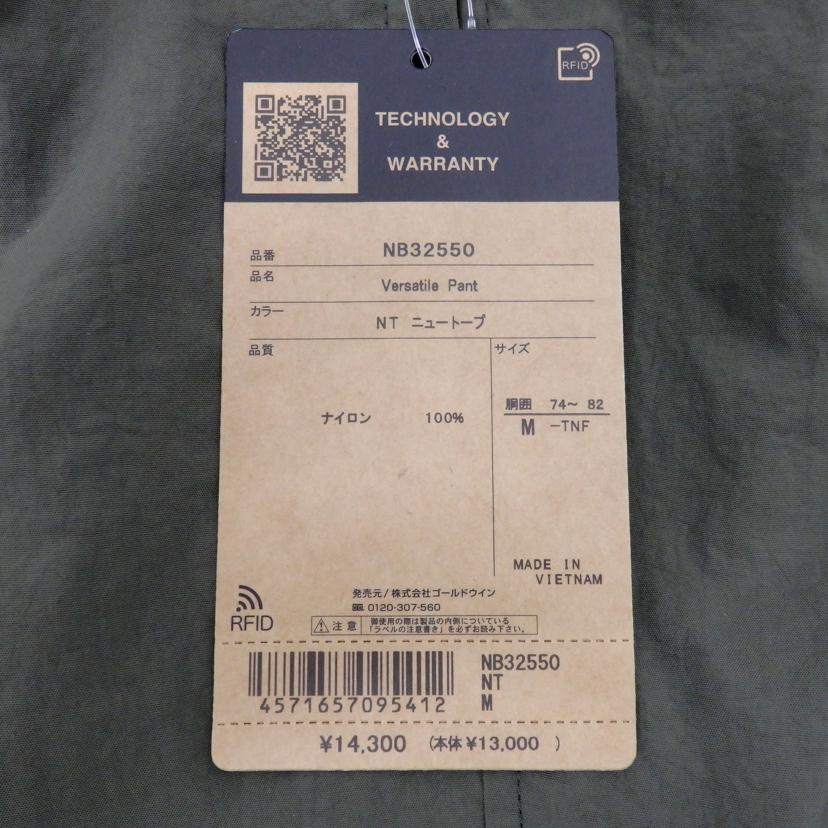 RFID
TECHNOLOGY
&
WARRANTY
品番 NB32550
品名 Versatile Pant
カラー NT ニュートープ
品質 サイズ
ナイロン 100%
胴囲 74～ 82
M -TNF
MADE IN
VIETNAM
発売元/株式会社ゴールドウイン
0120-307-560
RFID
注意 御使用の際は製品の内側についている
「ラベルの注意書き」を必ずお読み下さい。
4571657095412
NB32550
NT
M
¥14,300 (本体¥13,000 )